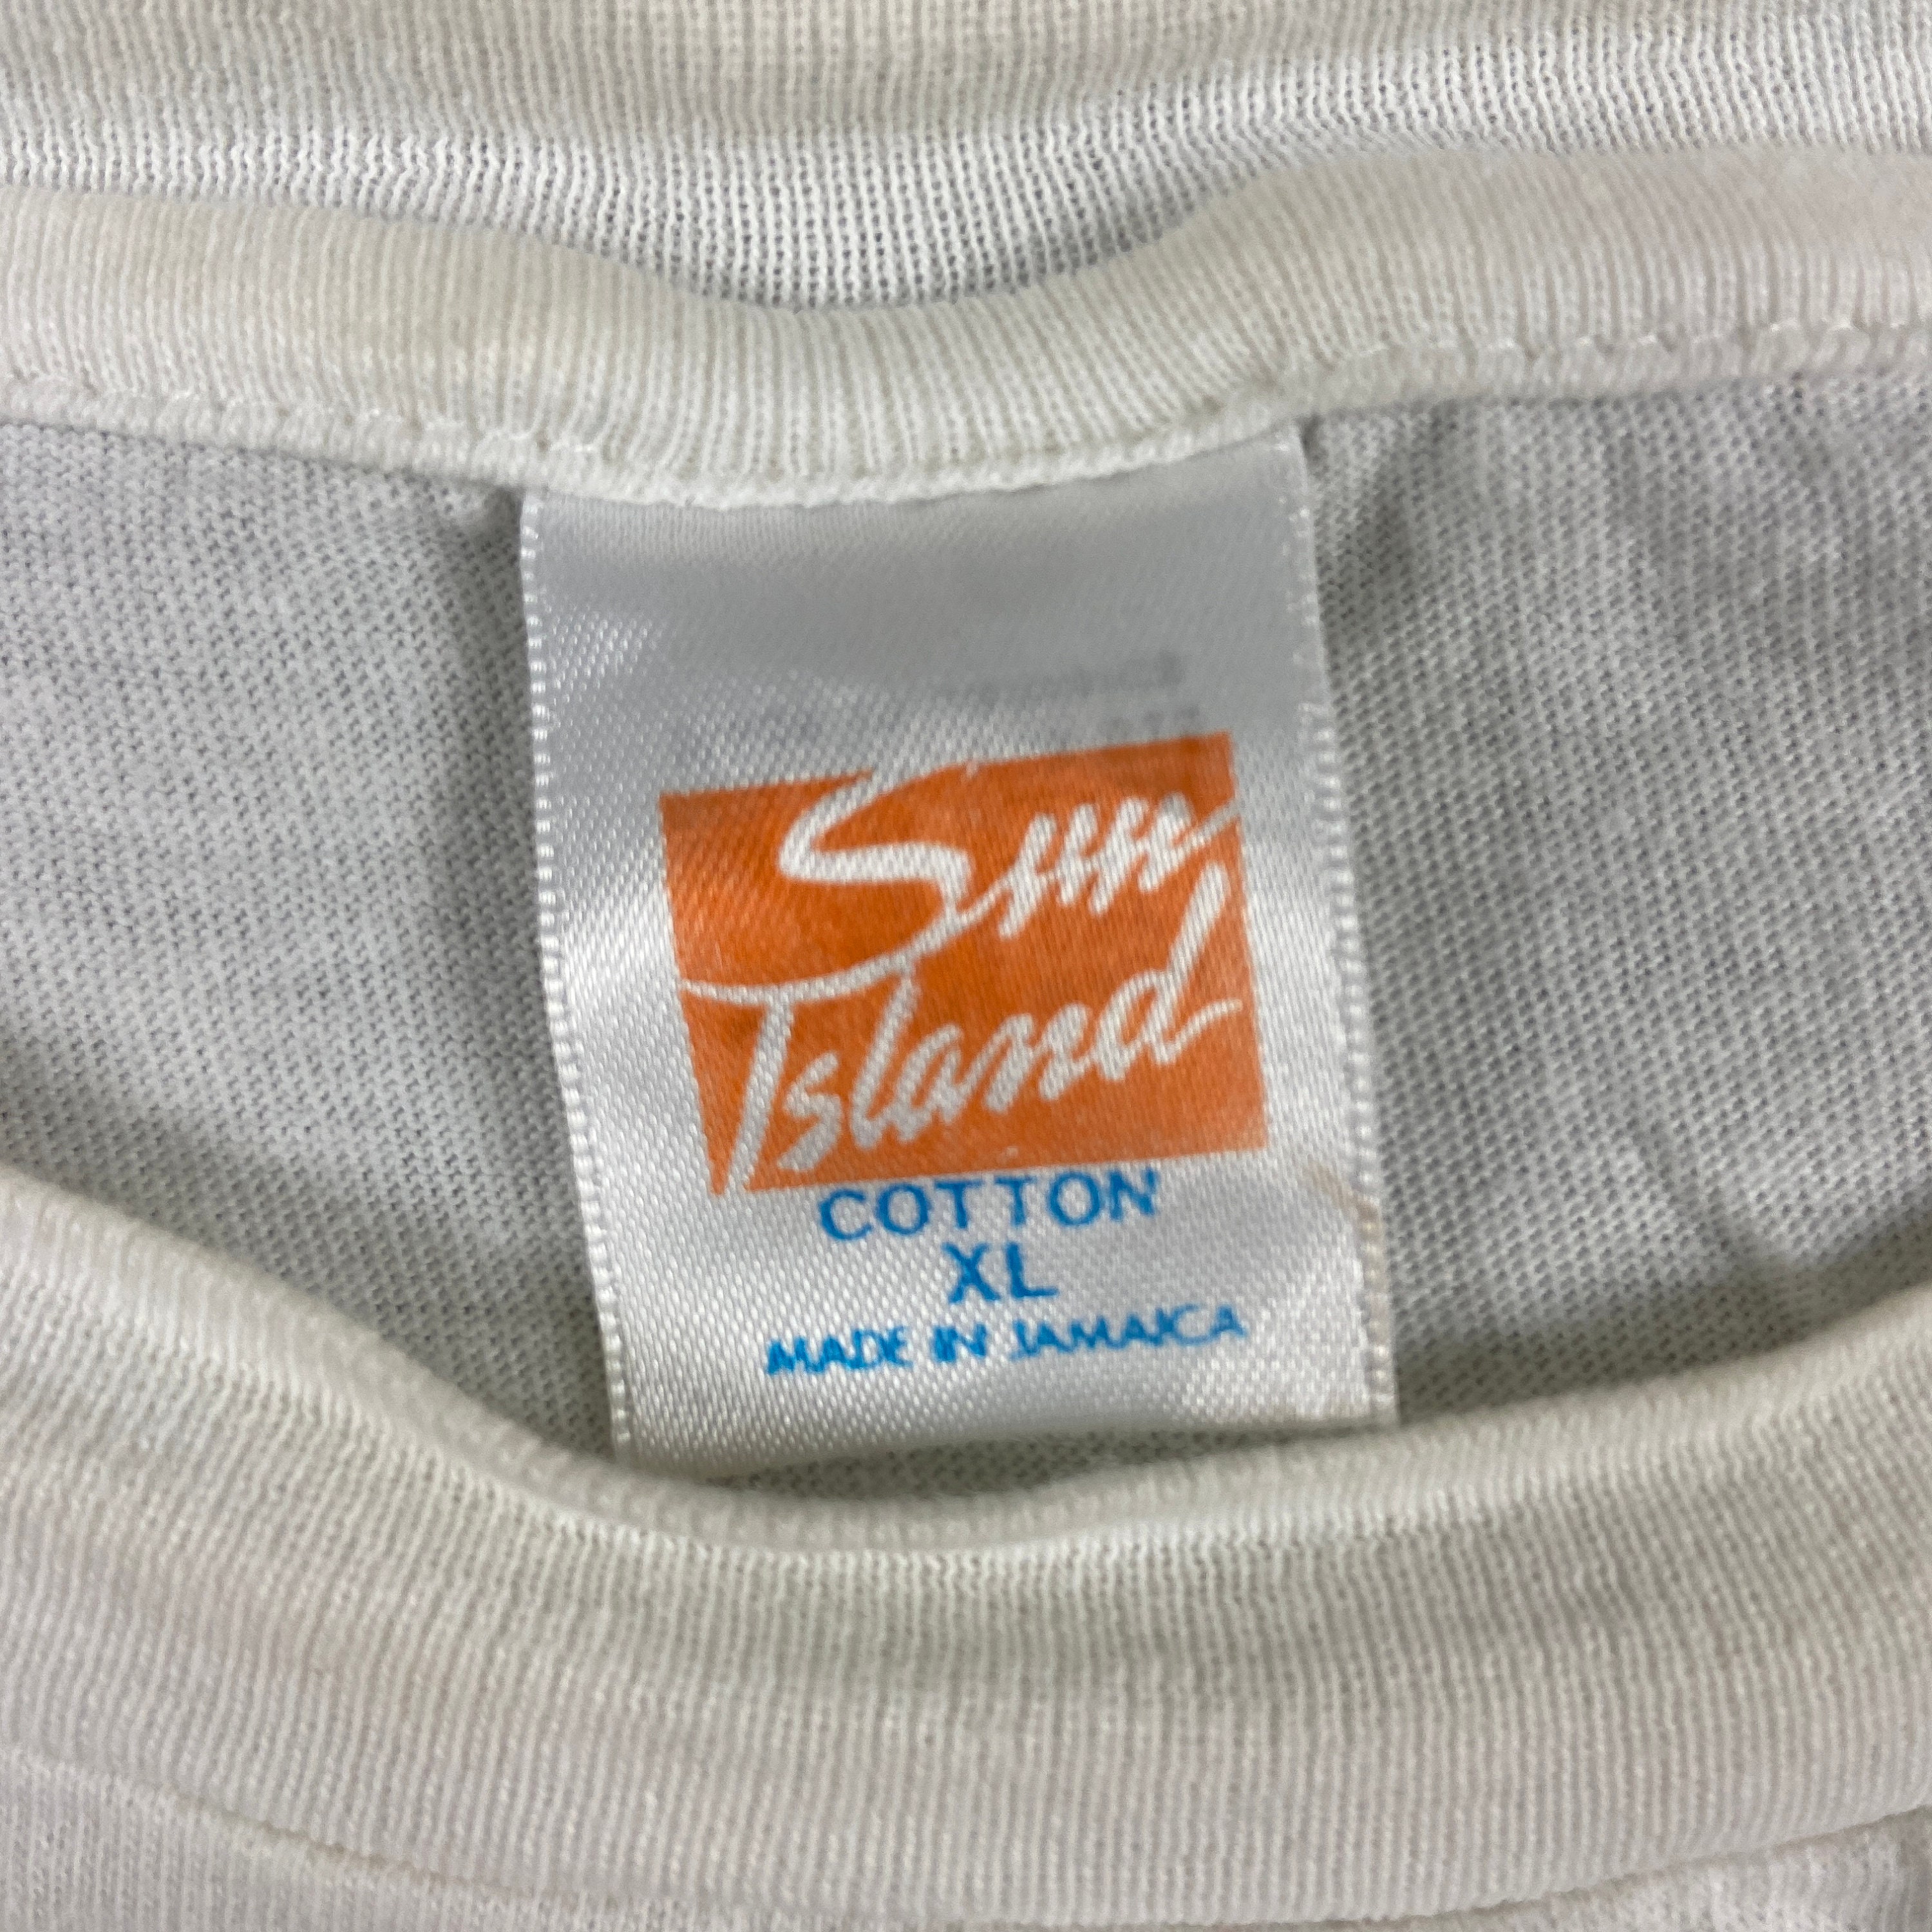 Sun
Island
COTTON
XL
MADE IN JAMAICA